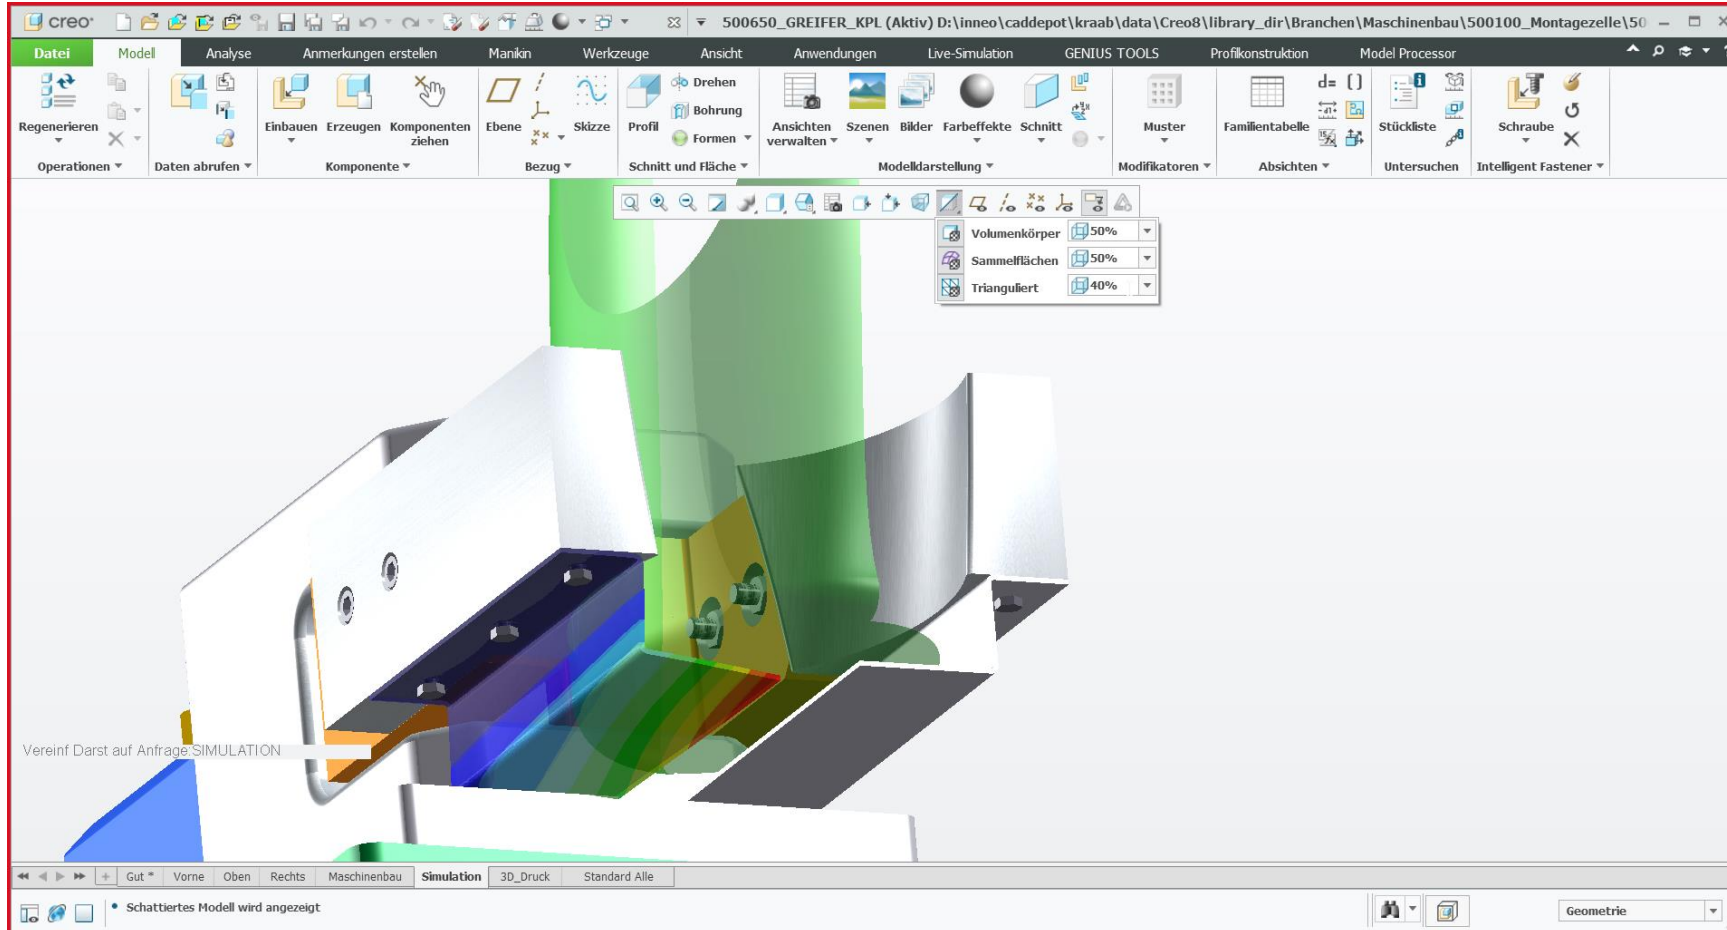 creo® 500650_GREIFER_KPL (Aktiv) D:\inneo\caddepot\kraab\data\Creo8\library_dir\Branchen\Maschinenbau\500100_Montagezelle\50
Datei Modell Analyse Anmerkungen erstellen Manikin Werkzeuge Ansicht Anwendungen Live-Simulation GENIUS TOOLS Profilkonstruktion Model Processor
Drehen
Bohrung
Formen
Regenerieren Einbauen Erzeugen Komponenten ziehen Ebene Skizze Profil Ansichten verwalten Szenen Bilder Farbeffekte Schnitt Muster Familientabelle d= Stückliste Schraube
Operationen Daten abrufen Komponente Bezug Schnitt und Fläche Modelldarstellung Modifikatoren Absichten Untersuchen Intelligent Fastener
Volumenkörper 50%
Sammelflächen 50%
Trianguliert 40%
Vereinf Darst auf Anfrage:SIMULATION
Gut * Vorne Oben Rechts Maschinenbau Simulation 3D_Druck Standard Alle
Schattiertes Modell wird angezeigt Geometrie